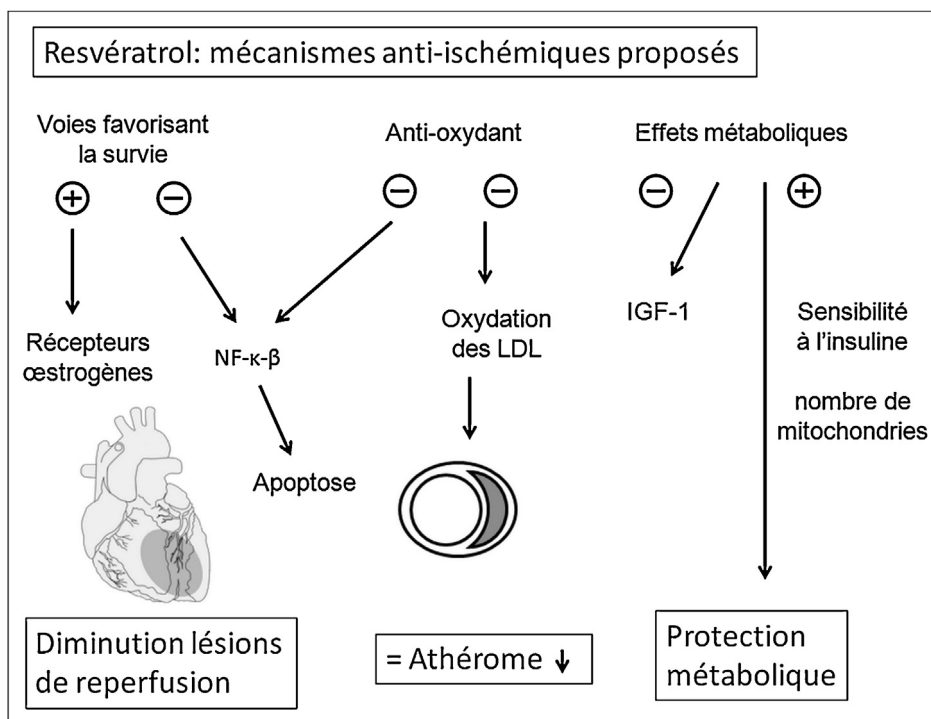 Resvératrol: mécanismes anti-ischémiques proposés
Voies favorisant
la survie
+
−
Récepteurs
œstrogènes
NF-κ-β
Apoptose
Diminution lésions
de reperfusion
Anti-oxydant
−
−
Oxydation
des LDL
= Athérome ↓
Effets métaboliques
−
+
IGF-1
Sensibilité
à l'insuline
nombre de
mitochondries
Protection
métabolique